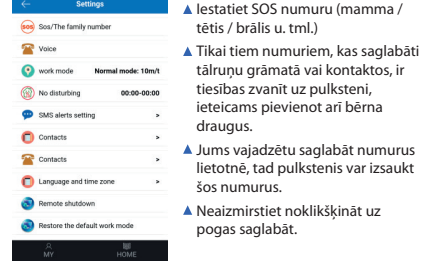 Settings
SOS Sos/The family number
Voice
work mode Normal mode: 10m/t
No disturbing 00:00-00:00
SMS alerts setting >
Contacts >
Contacts >
Language and time zone >
Remote shutdown
Restore the default work mode
MY HOME
▲ Iestatiet SOS numuru (mamma /
tētis / brālis u. tml.)
▲ Tikai tiem numuriem, kas saglabāti
tālruņu grāmatā vai kontaktos, ir
tiesības zvanīt uz pulksteni,
ieteicams pievienot arī bērna
draugus.
▲ Jums vajadzētu saglabāt numurus
lietotnē, tad pulkstenis var izsaukt
šos numurus.
▲ Neaizmirstiet noklikšķināt uz
pogas saglabāt.